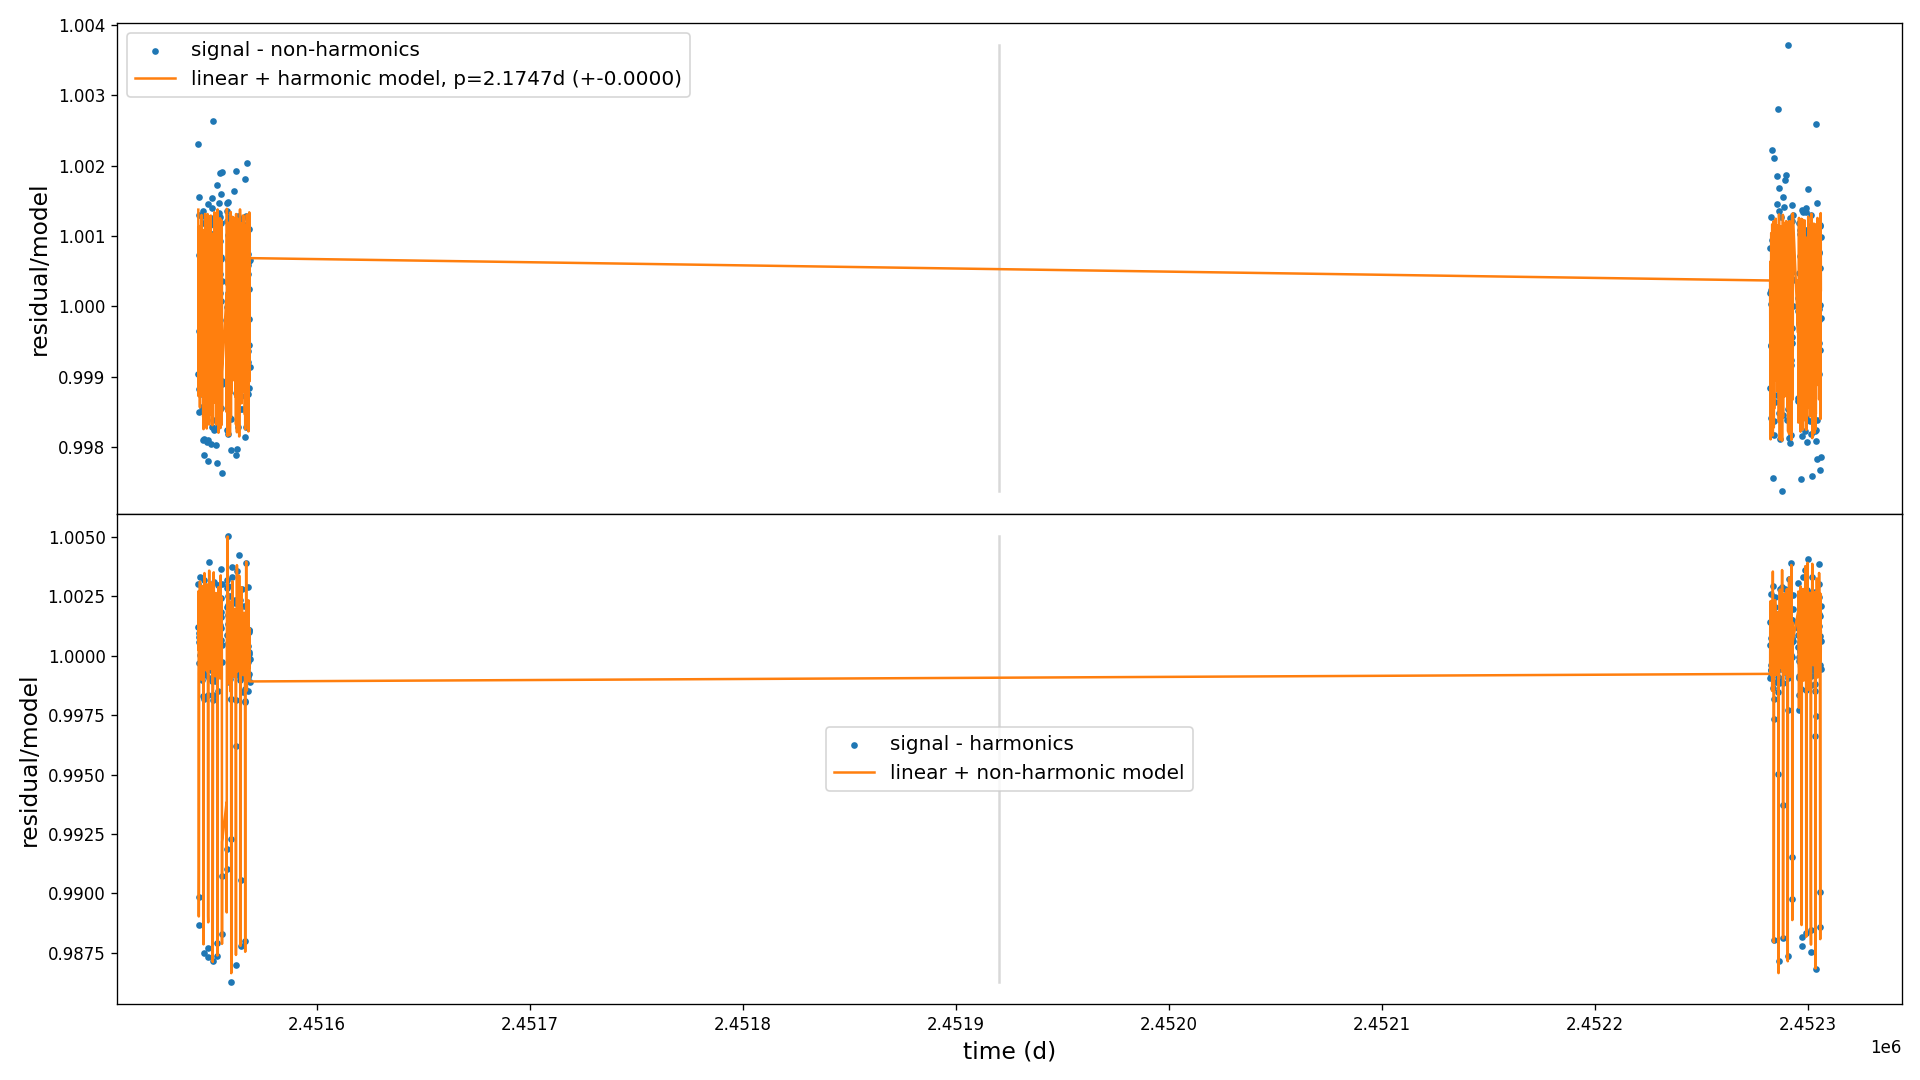 1.004
1.003
1.002
1.001
1.000
0.999
0.998
residual/model
signal - non-harmonics
linear + harmonic model, p=2.1747d (+-0.0000)
1.0050
1.0025
1.0000
0.9975
0.9950
0.9925
0.9900
0.9875
residual/model
signal - harmonics
linear + non-harmonic model
2.4516 2.4517 2.4518 2.4519 2.4520 2.4521 2.4522 2.4523
time (d)
1e6